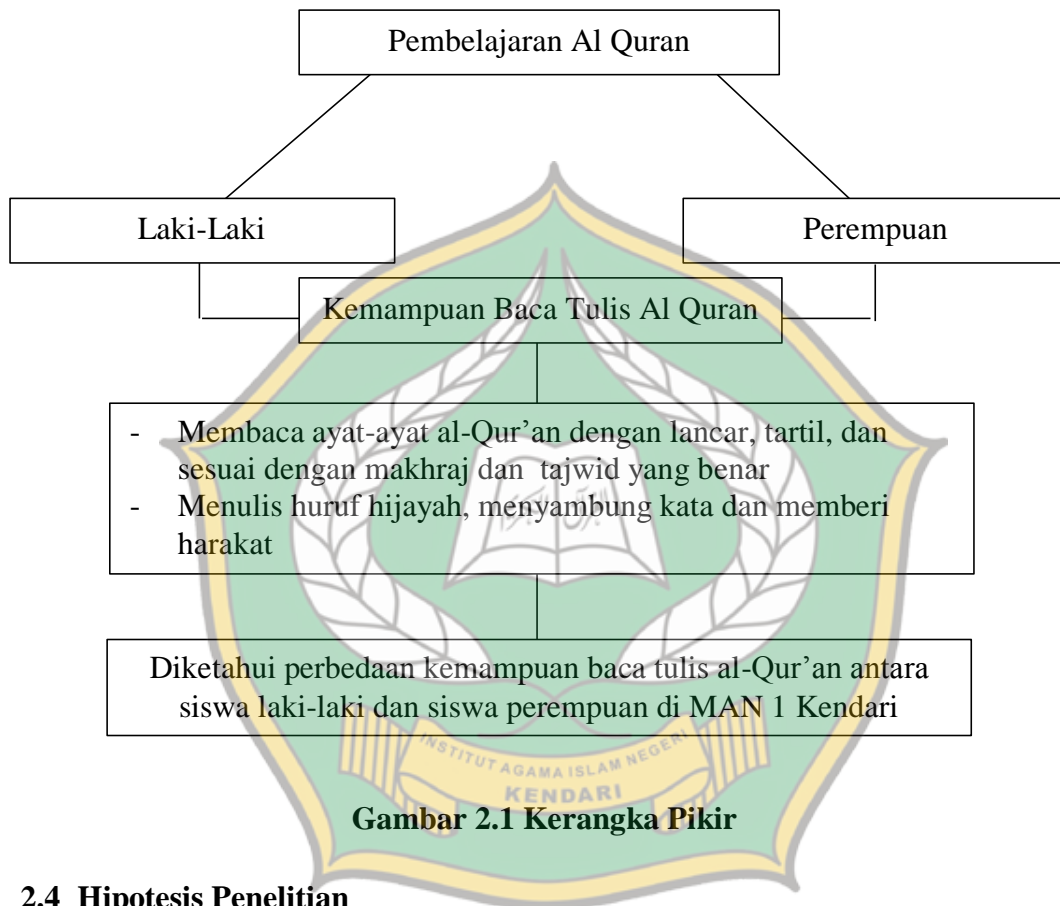 Pembelajaran Al Quran
Laki-Laki
Perempuan
Kemampuan Baca Tulis Al Quran
- Membaca ayat-ayat al-Qur’an dengan lancar, tartil, dan
sesuai dengan makhraj dan tajwid yang benar
- Menulis huruf hijayah, menyambung kata dan memberi
harakat
Diketahui perbedaan kemampuan baca tulis al-Qur’an antara
siswa laki-laki dan siswa perempuan di MAN 1 Kendari
INSTITUT AGAMA ISLAM NEGERI
KENDARI
Gambar 2.1 Kerangka Pikir
2.4 Hipotesis Penelitian